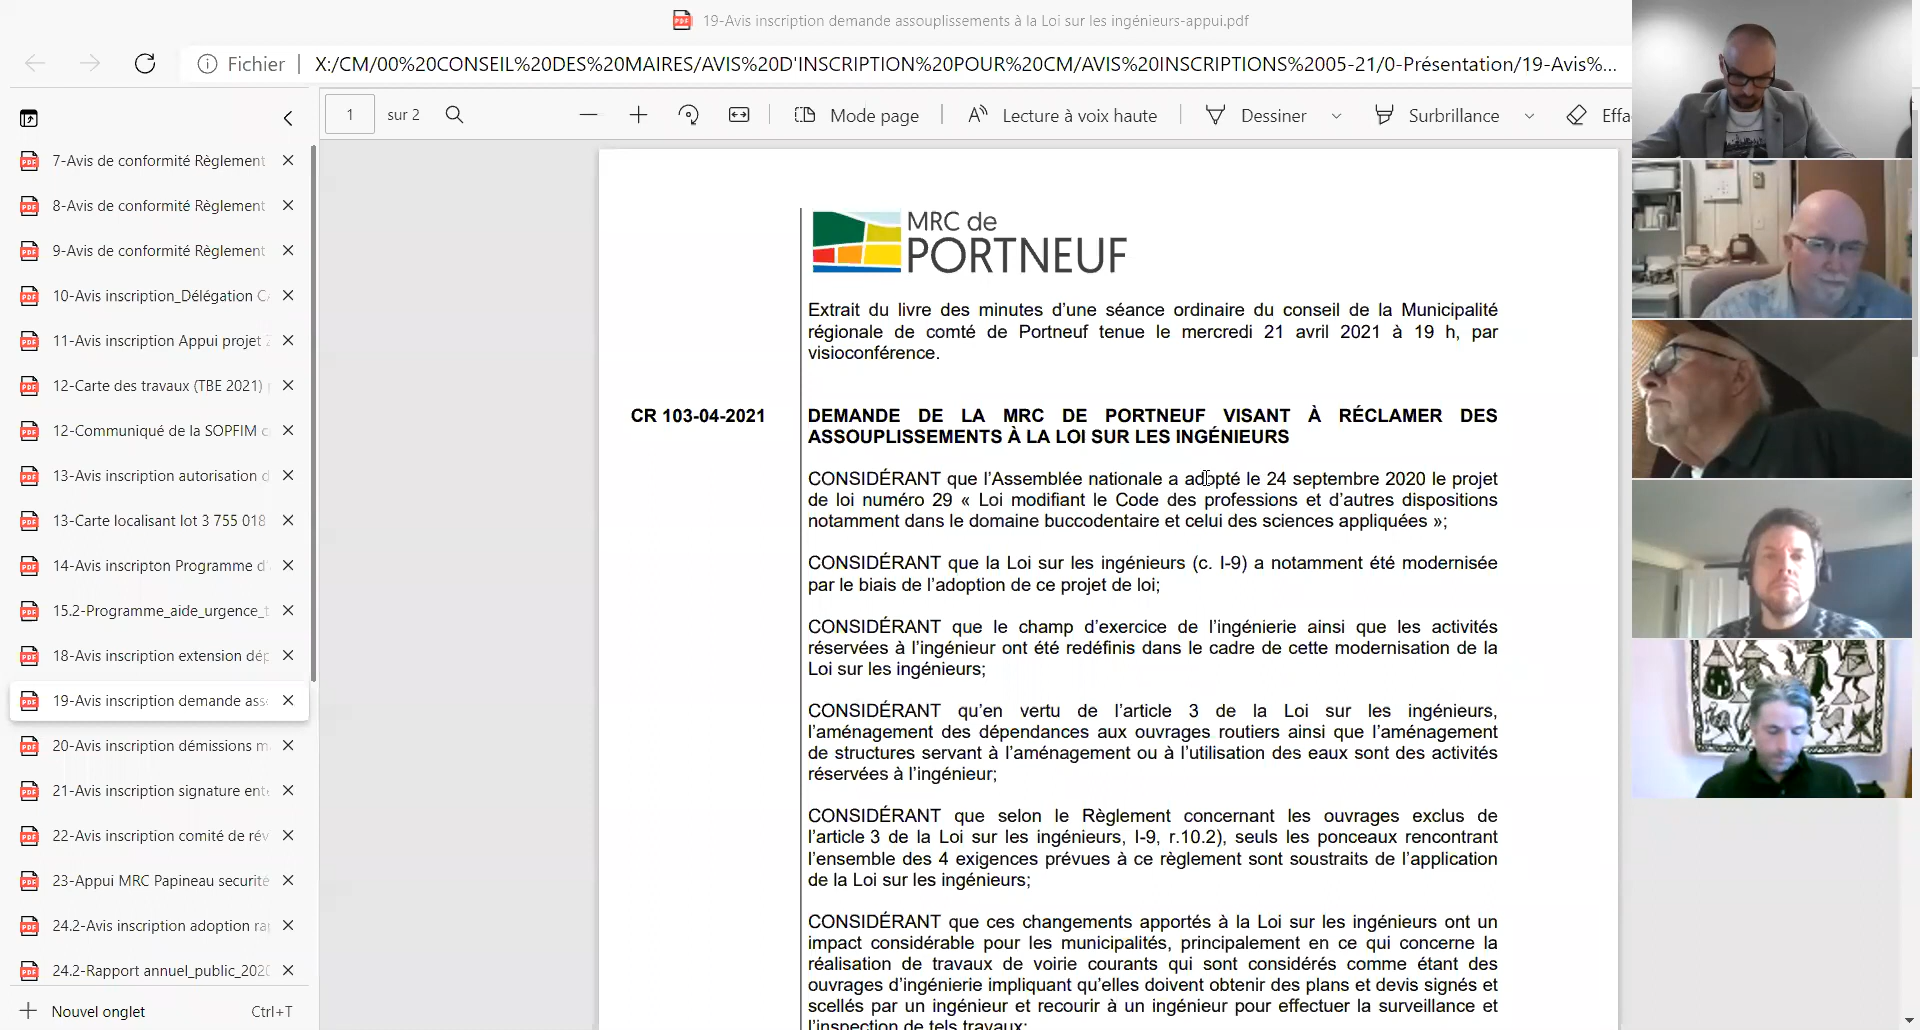 19-Avis inscription demande assouplissements à la Loi sur les ingénieurs-appui.pdf
Fichier
X:/CM/00%20CONSEIL%20DES%20MAIRES/AVIS%20D'INSCRIPTION%20POUR%20CM/AVIS%20INSCRIPTIONS%2005-21/0-Présentation/19-Avis%...
1 sur 2
Mode page
Lecture à voix haute
Dessiner
Surbrillance
Effa
7-Avis de conformité Règlement
8-Avis de conformité Règlement
9-Avis de conformité Règlement
10-Avis inscription_Délégation
11-Avis inscription Appui projet
12-Carte des travaux (TBE 2021)
12-Communiqué de la SOPFIM
13-Avis inscription autorisation d
13-Carte localisant lot 3 755 018
14-Avis inscripton Programme d'
15.2-Programme_aide_urgence_t
18-Avis inscription extension dép
19-Avis inscription demande ass
20-Avis inscription démissions m
21-Avis inscription signature ent
22-Avis inscription comité de rév
23-Appui MRC Papineau securité
24.2-Avis inscription adoption ra
24.2-Rapport annuel_public_2020
Nouvel onglet Ctrl+T
MRC de
PORTNEUF
Extrait du livre des minutes d’une séance ordinaire du conseil de la Municipalité
régionale de comté de Portneuf tenue le mercredi 21 avril 2021 à 19 h, par
visioconférence.
CR 103-04-2021 DEMANDE DE LA MRC DE PORTNEUF VISANT À RÉCLAMER DES
ASSOUPLISSEMENTS À LA LOI SUR LES INGÉNIEURS
CONSIDÉRANT que l’Assemblée nationale a adopté le 24 septembre 2020 le projet
de loi numéro 29 « Loi modifiant le Code des professions et d’autres dispositions
notamment dans le domaine buccodentaire et celui des sciences appliquées »;
CONSIDÉRANT que la Loi sur les ingénieurs (c. I-9) a notamment été modernisée
par le biais de l’adoption de ce projet de loi;
CONSIDÉRANT que le champ d’exercice de l’ingénierie ainsi que les activités
réservées à l’ingénieur ont été redéfinis dans le cadre de cette modernisation de la
Loi sur les ingénieurs;
CONSIDÉRANT qu’en vertu de l’article 3 de la Loi sur les ingénieurs,
l’aménagement des dépendances aux ouvrages routiers ainsi que l’aménagement
de structures servant à l’aménagement ou à l’utilisation des eaux sont des activités
réservées à l’ingénieur;
CONSIDÉRANT que selon le Règlement concernant les ouvrages exclus de
l’article 3 de la Loi sur les ingénieurs, I-9, r.10.2), seuls les ponceaux rencontrant
l’ensemble des 4 exigences prévues à ce règlement sont soustraits de l’application
de la Loi sur les ingénieurs;
CONSIDÉRANT que ces changements apportés à la Loi sur les ingénieurs ont un
impact considérable pour les municipalités, principalement en ce qui concerne la
réalisation de travaux de voirie courants qui sont considérés comme étant des
ouvrages d’ingénierie impliquant qu’elles doivent obtenir des plans et devis signés et
scellés par un ingénieur et recourir à un ingénieur pour effectuer la surveillance et
l’inspection de tels travaux;